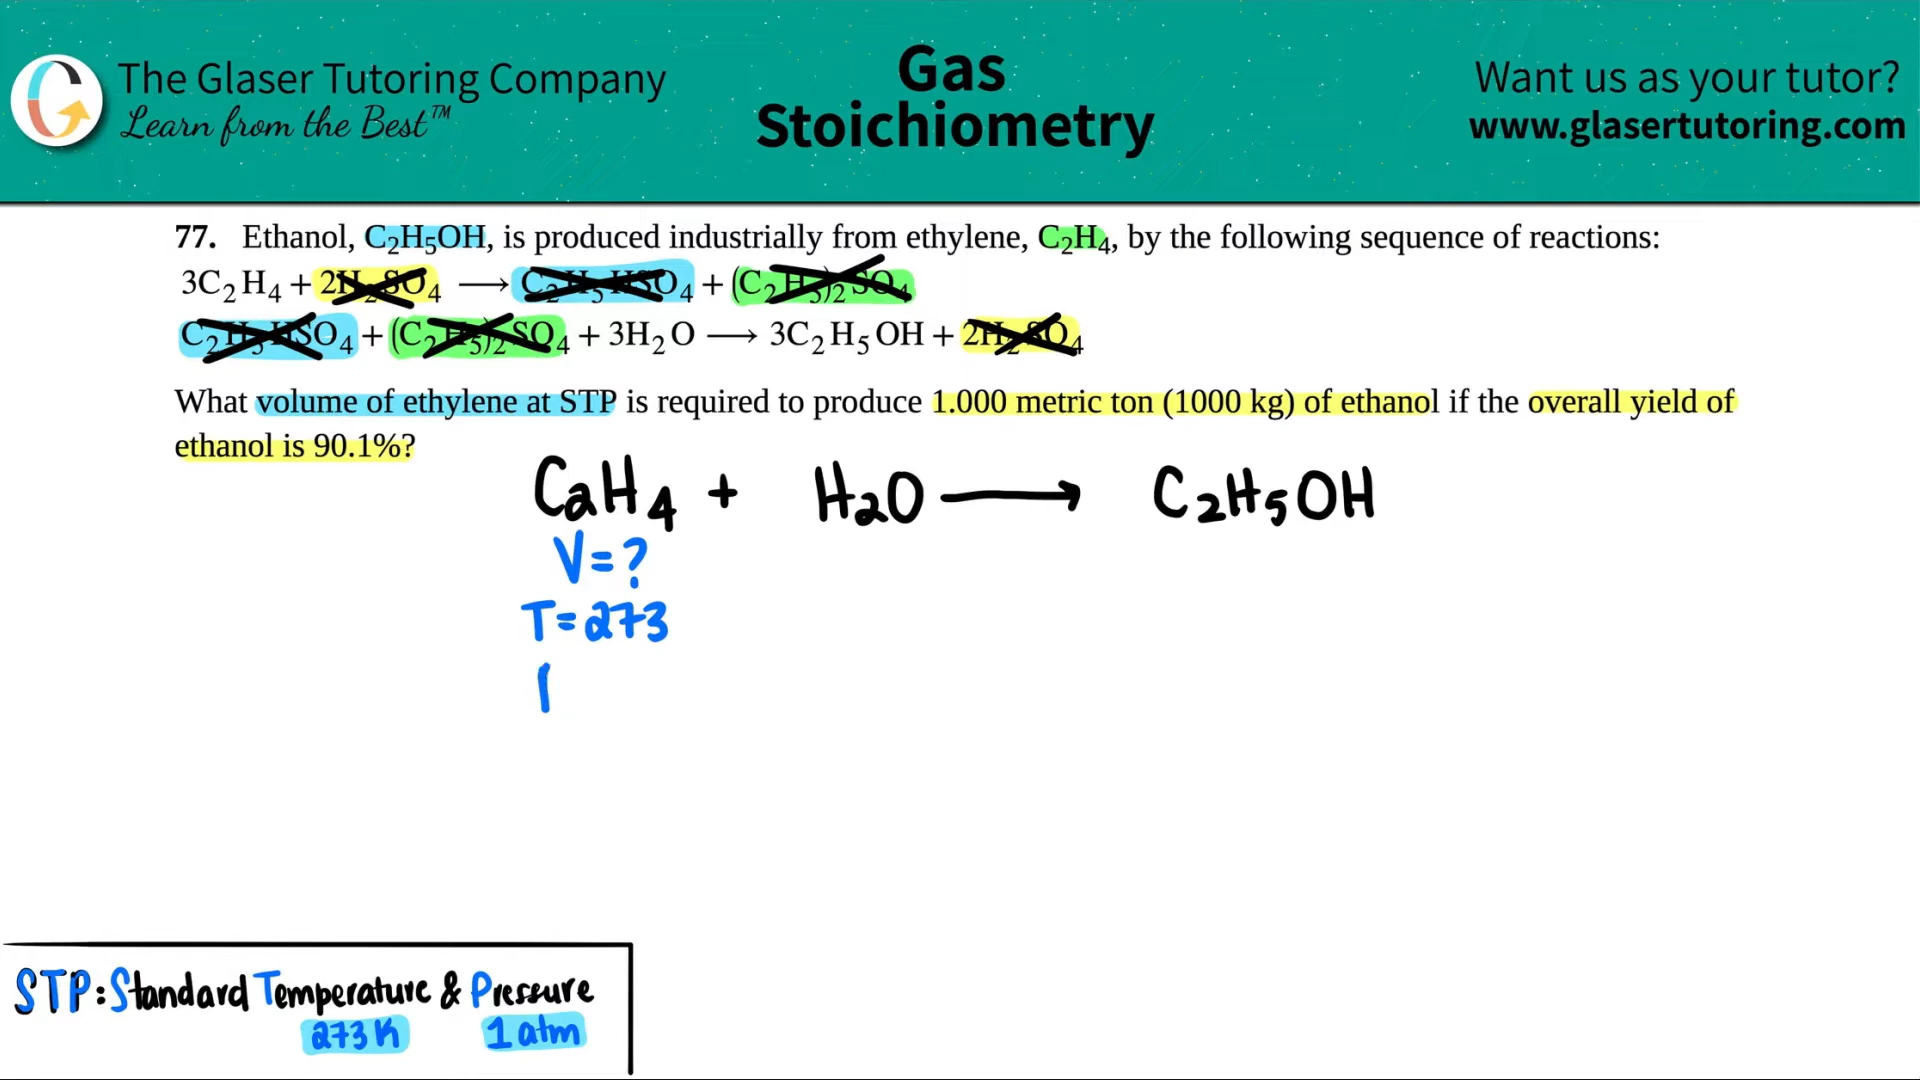 The Glaser Tutoring Company
Learn from the Best™
Gas
Stoichiometry
Want us as your tutor?
www.glasertutoring.com
77. Ethanol, C₂H₅OH, is produced industrially from ethylene, C₂H₄, by the following sequence of reactions:
3C₂H₄ + 2H₂SO₄ ⟶ C₂H₅HSO₄ + (C₂H₅)₂SO₄
C₂H₅HSO₄ + (C₂H₅)₂SO₄ + 3H₂O ⟶ 3C₂H₅OH + 2H₂SO₄
What volume of ethylene at STP is required to produce 1.000 metric ton (1000 kg) of ethanol if the overall yield of
ethanol is 90.1%?
C₂H₄ + H₂O ⟶ C₂H₅OH
V = ?
T = 273
STP: Standard Temperature & Pressure
273 K 1 atm